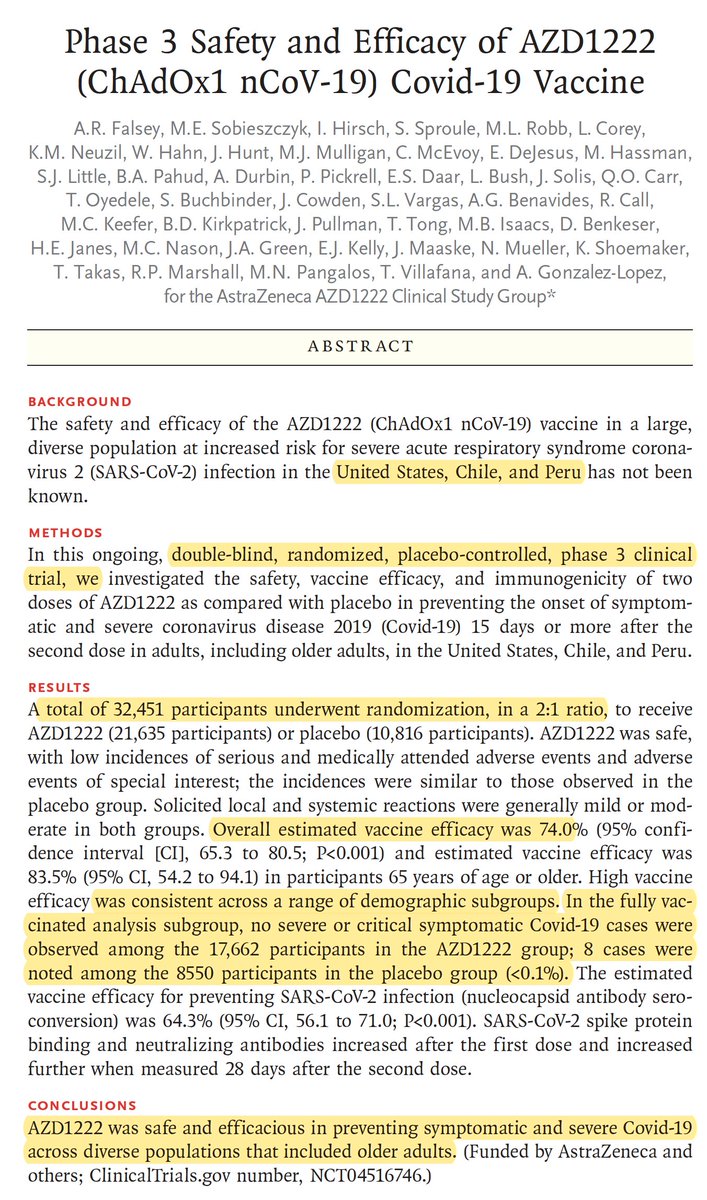 Phase 3 Safety and Efficacy of AZD1222
(ChAdOx1 nCoV-19) Covid-19 Vaccine
A.R. Falsey, M.E. Sobieszczyk, I. Hirsch, S. Sproule, M.L. Robb, L. Corey,
K.M. Neuzil, W. Hahn, J. Hunt, M.J. Mulligan, C. McEvoy, E. DeJesus, M. Hassman,
S.J. Little, B.A. Pahud, A. Durbin, P. Pickrell, E.S. Daar, L. Bush, J. Solis, Q.O. Carr,
T. Oyedele, S. Buchbinder, J. Cowden, S.L. Vargas, A.G. Benavides, R. Call,
M.C. Keefer, B.D. Kirkpatrick, J. Pullman, T. Tong, M.B. Isaacs, D. Benkeser,
H.E. Janes, M.C. Nason, J.A. Green, E.J. Kelly, J. Maaske, N. Mueller, K. Shoemaker,
T. Takas, R.P. Marshall, M.N. Pangalos, T. Villafana, and A. Gonzalez-Lopez,
for the AstraZeneca AZD1222 Clinical Study Group*
ABSTRACT
BACKGROUND
The safety and efficacy of the AZD1222 (ChAdOx1 nCoV-19) vaccine in a large,
diverse population at increased risk for severe acute respiratory syndrome corona-
virus 2 (SARS-CoV-2) infection in the United States, Chile, and Peru has not been
known.
METHODS
In this ongoing, double-blind, randomized, placebo-controlled, phase 3 clinical
trial, we investigated the safety, vaccine efficacy, and immunogenicity of two
doses of AZD1222 as compared with placebo in preventing the onset of symptom-
atic and severe coronavirus disease 2019 (Covid-19) 15 days or more after the
second dose in adults, including older adults, in the United States, Chile, and Peru.
RESULTS
A total of 32,451 participants underwent randomization, in a 2:1 ratio, to receive
AZD1222 (21,635 participants) or placebo (10,816 participants). AZD1222 was safe,
with low incidences of serious and medically attended adverse events and adverse
events of special interest; the incidences were similar to those observed in the
placebo group. Solicited local and systemic reactions were generally mild or mod-
erate in both groups. Overall estimated vaccine efficacy was 74.0% (95% confi-
dence interval [CI], 65.3 to 80.5; P<0.001) and estimated vaccine efficacy was
83.5% (95% CI, 54.2 to 94.1) in participants 65 years of age or older. High vaccine
efficacy was consistent across a range of demographic subgroups. In the fully vac-
cinated analysis subgroup, no severe or critical symptomatic Covid-19 cases were
observed among the 17,662 participants in the AZD1222 group; 8 cases were
noted among the 8550 participants in the placebo group (<0.1%). The estimated
vaccine efficacy for preventing SARS-CoV-2 infection (nucleocapsid antibody sero-
conversion) was 64.3% (95% CI, 56.1 to 71.0; P<0.001). SARS-CoV-2 spike protein
binding and neutralizing antibodies increased after the first dose and increased
further when measured 28 days after the second dose.
CONCLUSIONS
AZD1222 was safe and efficacious in preventing symptomatic and severe Covid-19
across diverse populations that included older adults. (Funded by AstraZeneca and
others; ClinicalTrials.gov number, NCT04516746.)